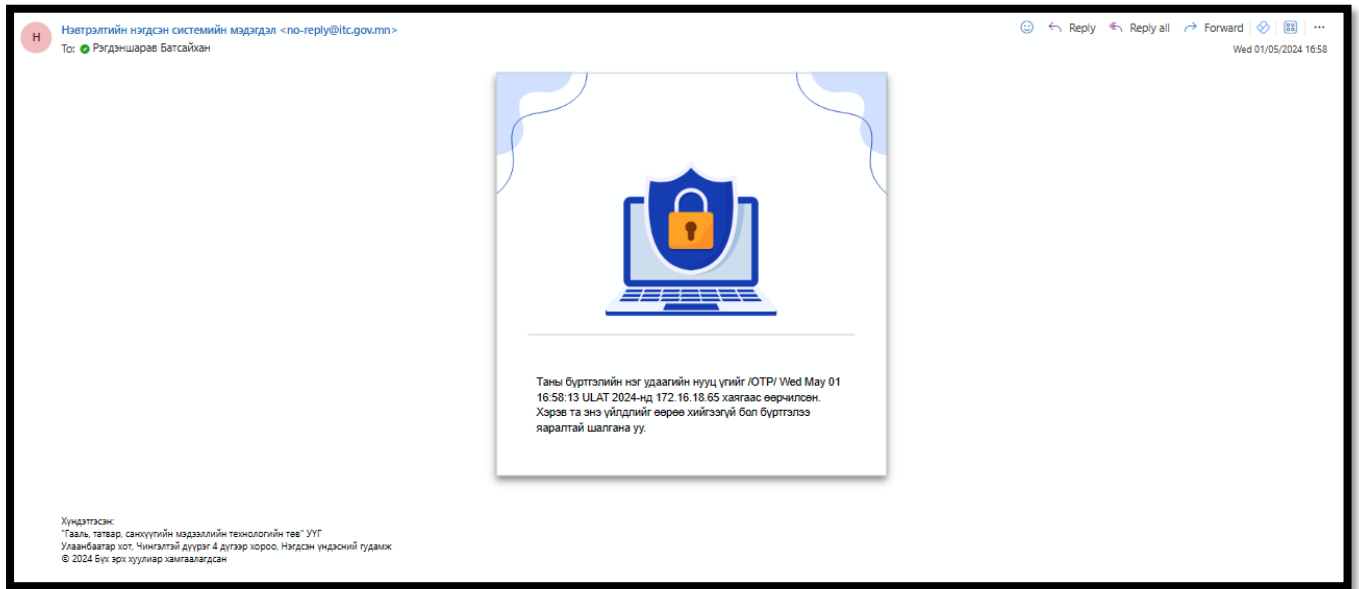 Н
Нэвтрэлтийн нэгдсэн системийн мэдэгдэл <no-reply@itc.gov.mn>
Reply
Reply all
Forward
To: Рэгдэншарав Батсайхан
Wed 01/05/2024 16:58
Таны бүртгэлийн нэг удаагийн нууц үгийг /OTP/ Wed May 01
16:58:13 ULAT 2024-нд 172.16.18.65 хаягаас өөрчилсөн.
Хэрэв та энэ үйлдлийг өөрөө хийгээгүй бол бүртгэлээ
яаралтай шалгана уу.
Хүндэтгэсэн:
"Гааль, татвар, санхүүгийн мэдээллийн технологийн төв" УҮГ
Улаанбаатар хот, Чингэлтэй дүүрэг 4 дүгээр хороо, Нэгдсэн үндэсний гудамж
© 2024 Бүх эрх хуулиар хамгаалагдсан